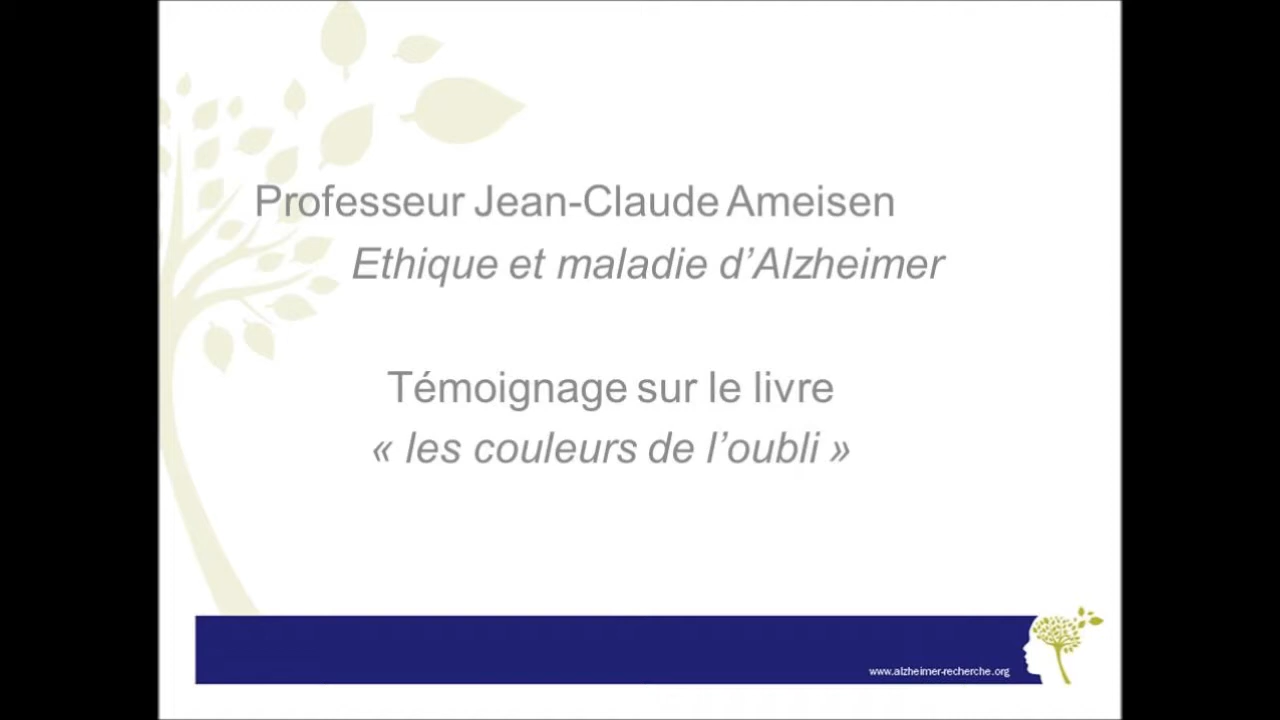 Professeur Jean-Claude Ameisen
Ethique et maladie d’Alzheimer
Témoignage sur le livre
« les couleurs de l’oubli »
www.alzheimer-recherche.org